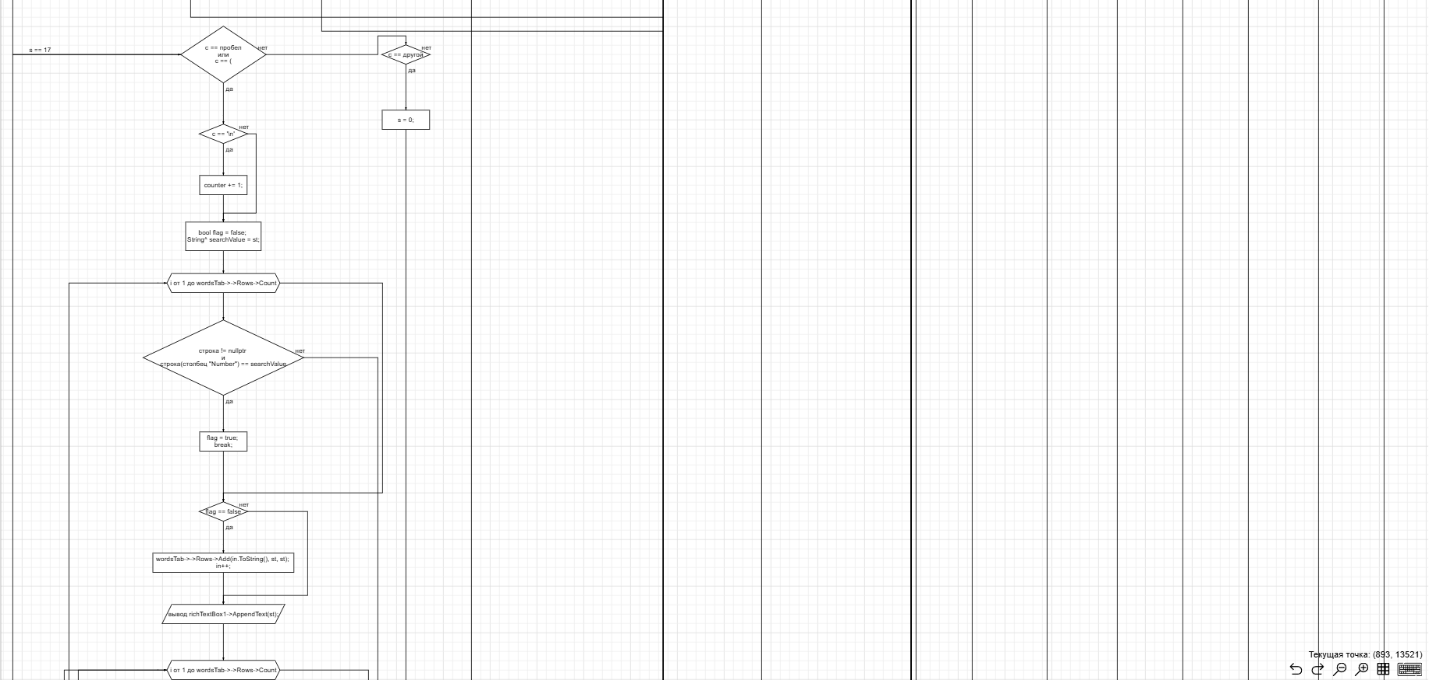 s == 17
с == пробел
или
с == (
нет
с == другой
нет
да
да
s = 0;
с == '\n'
нет
да
counter += 1;
bool flag = false;
String^ searchValue = st;
i от 1 до wordsTab->->Rows->Count
строка != nullptr
и
строка(столбец "Number") == searchValue
нет
да
flag = true;
break;
flag == false
нет
да
wordsTab->->Rows->Add(in.ToString(), st, st);
in++;
вывод richTextBox1->AppendText(st);
i от 1 до wordsTab->->Rows->Count
Текущая точка: (893, 13521)